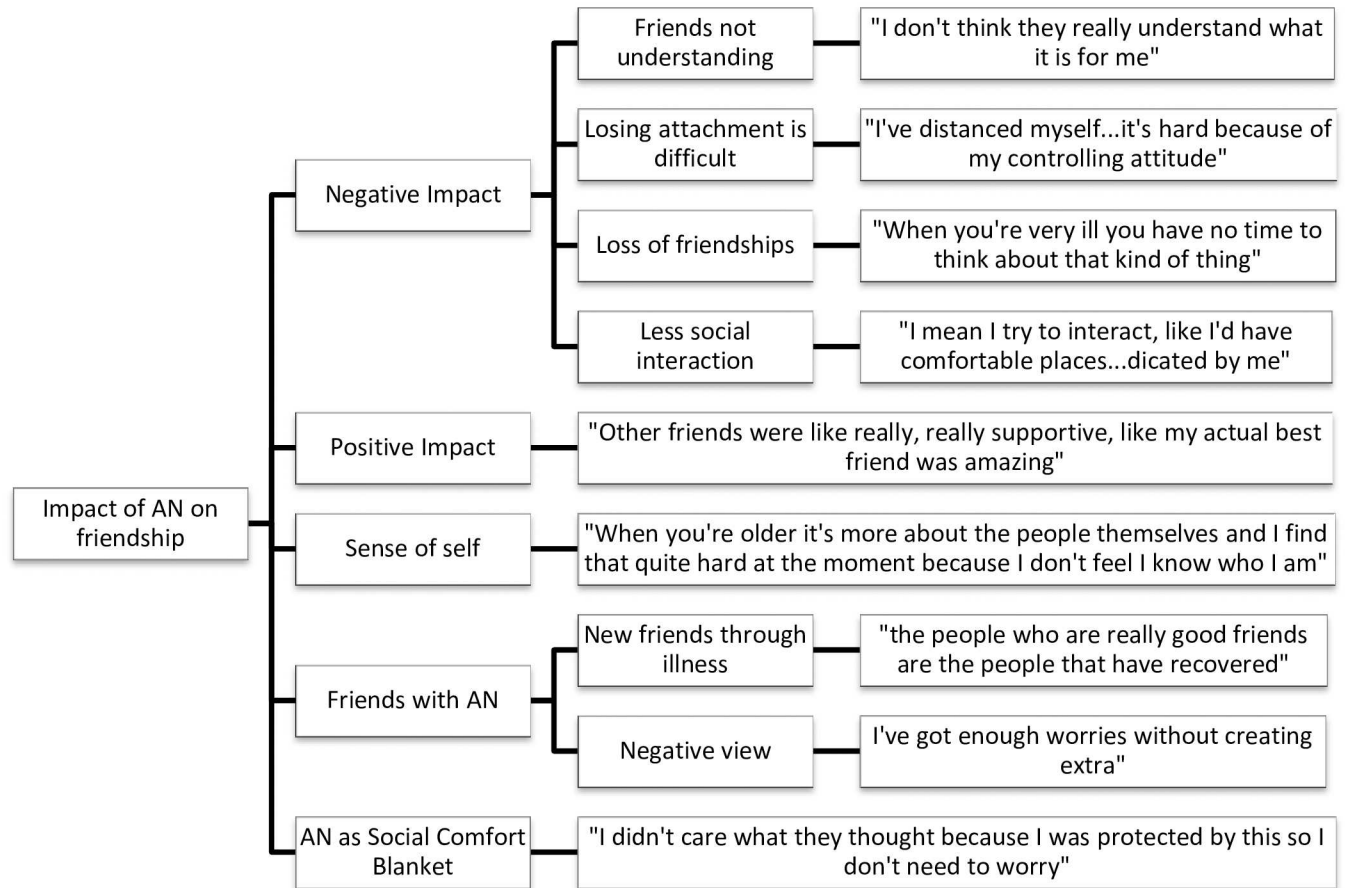 Friends not
understanding
"I don't think they really understand what
it is for me"
Losing attachment is
difficult
"I've distanced myself...it's hard because of
my controlling attitude"
Negative Impact
Loss of friendships
"When you're very ill you have no time to
think about that kind of thing"
Less social
interaction
"I mean I try to interact, like I'd have
comfortable places...dicated by me"
Positive Impact
"Other friends were like really, really supportive, like my actual best
friend was amazing"
Impact of AN on
friendship
Sense of self
"When you're older it's more about the people themselves and I find
that quite hard at the moment because I don't feel I know who I am"
New friends through
illness
"the people who are really good friends
are the people that have recovered"
Friends with AN
Negative view
I've got enough worries without creating
extra"
AN as Social Comfort
Blanket
"I didn't care what they thought because I was protected by this so I
don't need to worry"